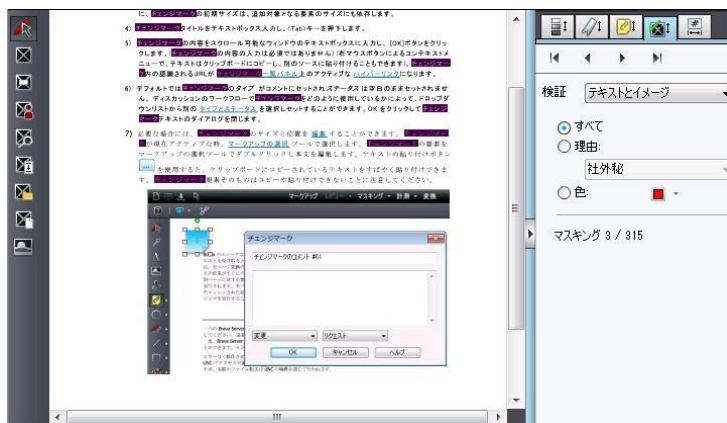 に、チェンジマークの初期サイズは、追加対象となる要素のサイズにも依存します。
4) チェンジマークタイトルをテキストボックス入力し、<Tab>キーを押下します。
5) チェンジマークの内容をスクロール可能なウィンドウのテキストボックスに入力し、[OK]ボタンをクリッ
クします。チェンジマークの内容の入力は必須ではありません) (右マウスボタンによるコンテキストメ
ニューで、テキストはクリップボードにコピーし、別のソースに貼り付けることもできます)。チェンジマー
ク内の認識されるURLがチェンジマーク一覧パネル上のアクティブなハイパーリンクになります。
6) デフォルトではチェンジマークのタイプ がコメントにセットされステータス は空白のままセットされませ
ん。ディスカッションのワークフローでチェンジマークをどのように使用しているかによって、ドロップダ
ウンリストから別のタイプとステータスを選択しセットすることができます。OKをクリックしてチェンジ
マークテキストのダイアログを閉じます。
7) 必要な場合には、チェンジマークのサイズと位置を 編集 することができます。チェンジマー
クが現在アクティブな時、マークアップの選択 ツールで選択します。チェンジマークの要素を
マークアップの選択ツールでダブルクリックし本文を編集します。テキストの貼り付けボタン
を使用すると、クリップボードにコピーされているテキストをすばやく貼り付けできま
す。チェンジマーク要素そのものはコピーや貼り付けできないことに注意してください。
マークアップ レビュー マスキング 計測 変換
チェンジマーク
チェンジマークのコメント #01
変更 リクエスト
OK キャンセル ヘルプ
検証 テキストとイメージ
すべて
理由:
社外秘
色:
マスキング 3 / 315